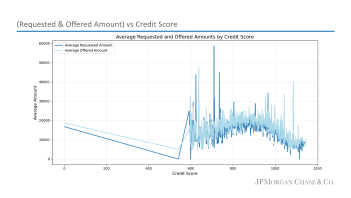 (Requested & Offered Amount) vs Credit Score
Average Requested and Offered Amounts by Credit Score
Average Requested Amount
Average Offered Amount
60000
50000
40000
30000
20000
10000
0
Average Amount
0 200 400 600 800 1000 1200
Credit Score
JPMORGAN CHASE & CO.